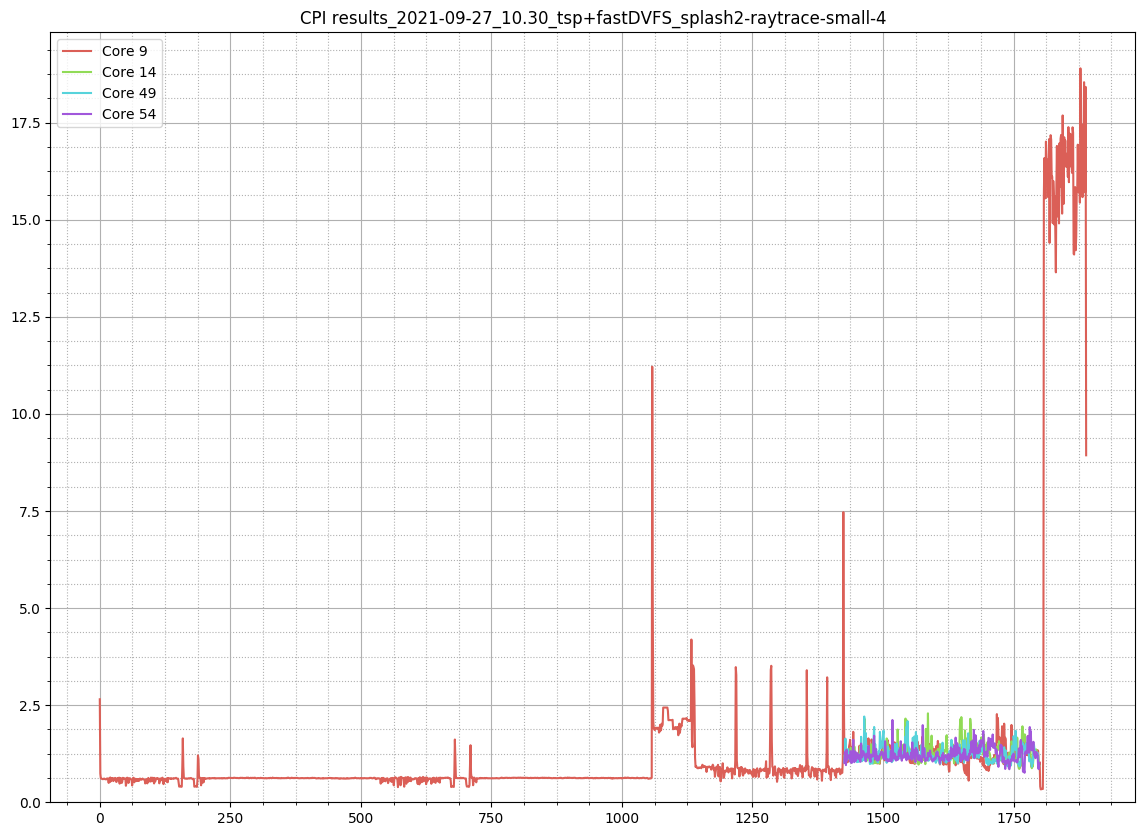 CPI results_2021-09-27_10.30_tsp+fastDVFS_splash2-raytrace-small-4
Core 9
Core 14
Core 49
Core 54
17.5
15.0
12.5
10.0
7.5
5.0
2.5
0.0
0 250 500 750 1000 1250 1500 1750